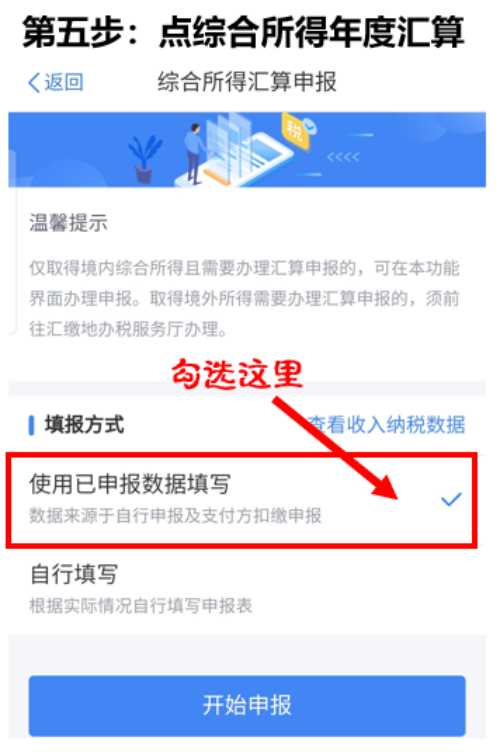 第五步：点综合所得年度汇算
返回
综合所得汇算申报
税
温馨提示
仅取得境内综合所得且需要办理汇算申报的，可在本功能
界面办理申报。取得境外所得需要办理汇算申报的，须前
往汇缴地办税服务厅办理。
勾选这里
填报方式
查看收入纳税数据
使用已申报数据填写
数据来源于自行申报及支付方扣缴申报
自行填写
根据实际情况自行填写申报表
开始申报